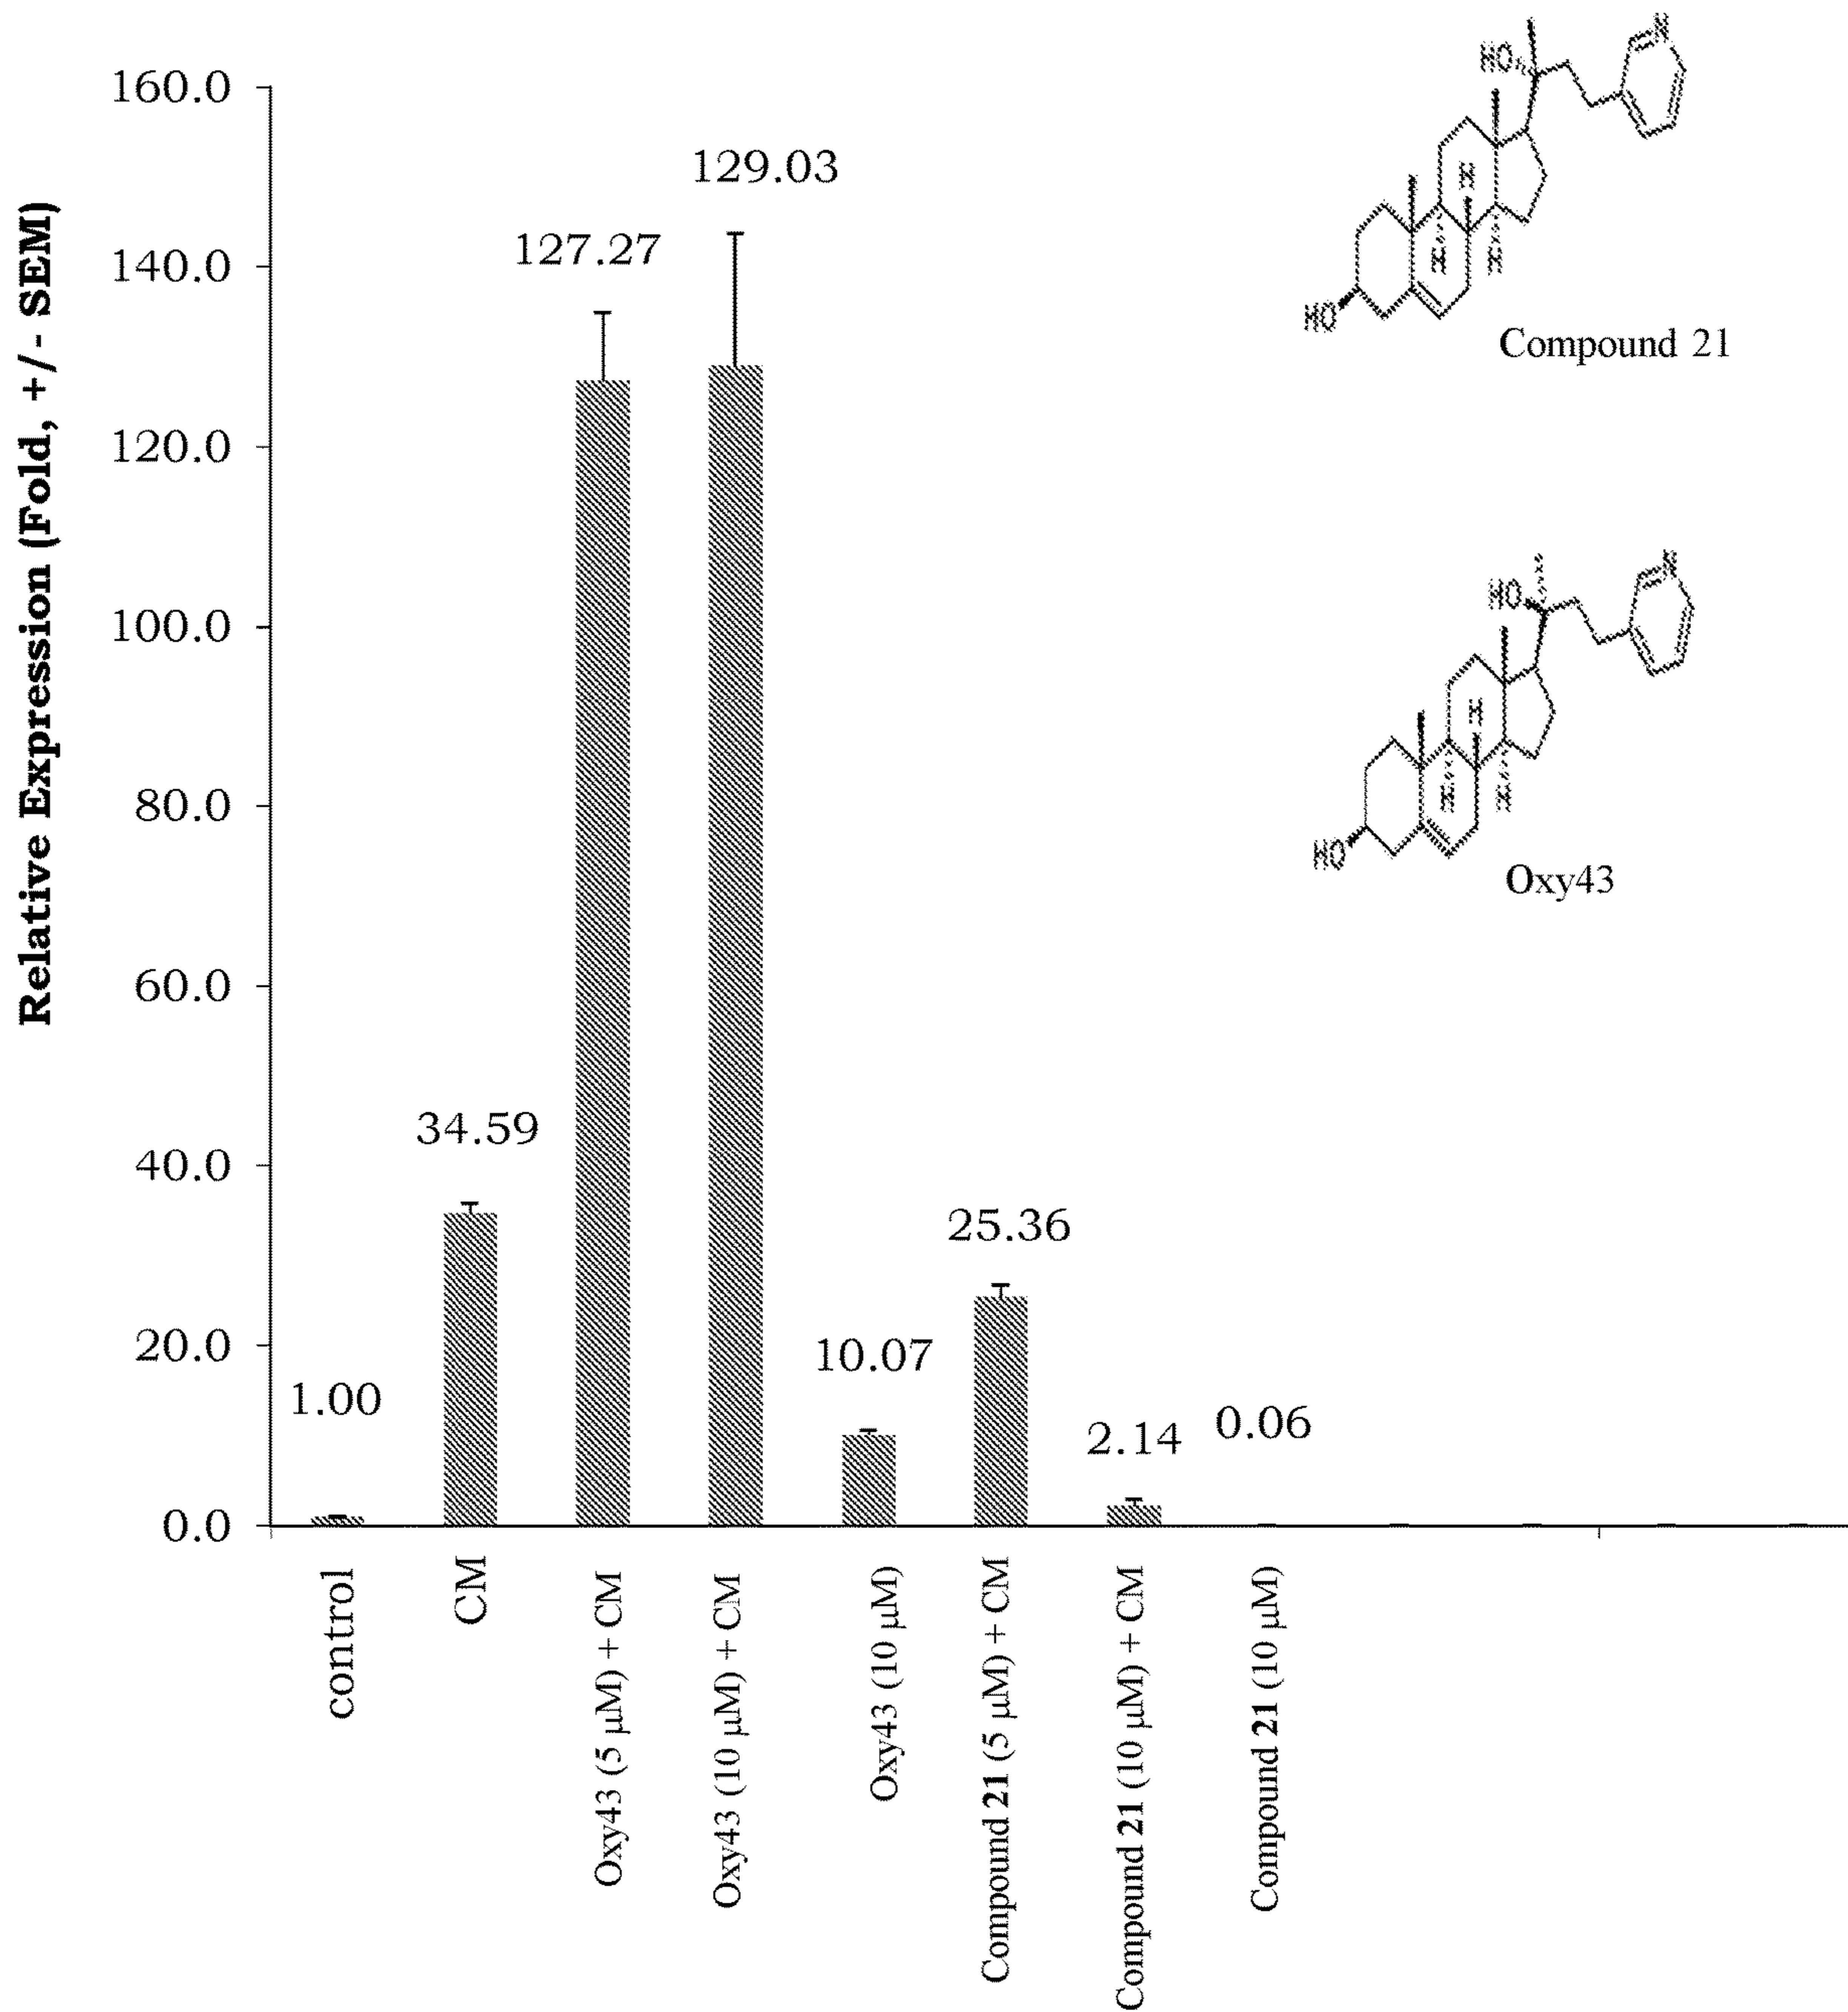 Relative Expression (Fold, +/- SEM)
160.0
140.0
120.0
100.0
80.0
60.0
40.0
20.0
0.0
1.00
34.59
127.27
129.03
10.07
25.36
2.14
0.06
control
CM
Oxy43 (5 μM) + CM
Oxy43 (10 μM) + CM
Oxy43 (10 μM)
Compound 21 (5 μM) + CM
Compound 21 (10 μM) + CM
Compound 21 (10 μM)
N
HO
H
H
H
HO
Compound 21
N
HO
H
H
H
HO
Oxy43